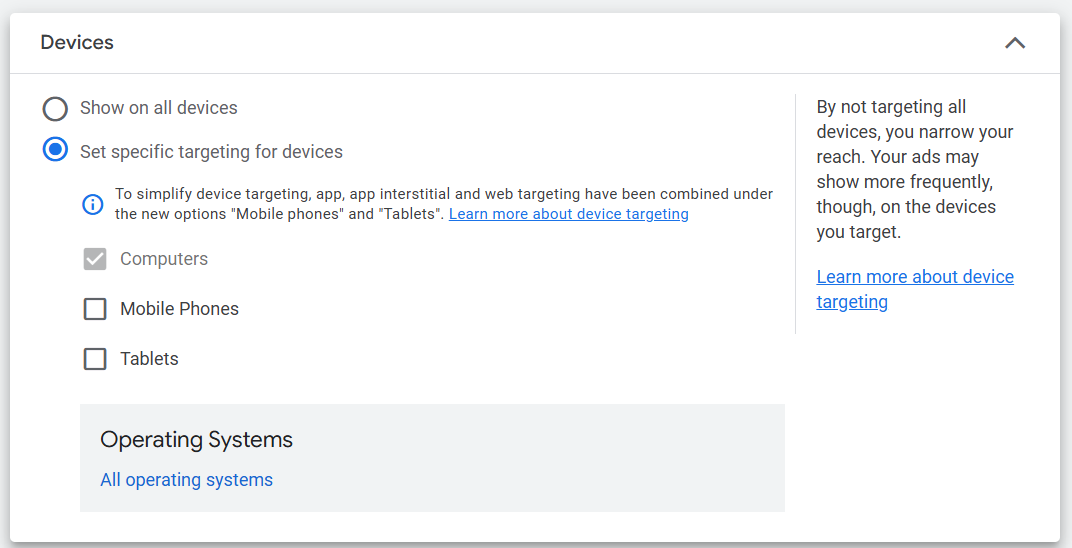 Devices
Show on all devices
Set specific targeting for devices
To simplify device targeting, app, app interstitial and web targeting have been combined under
the new options "Mobile phones" and "Tablets". Learn more about device targeting
Computers
Mobile Phones
Tablets
Operating Systems
All operating systems
By not targeting all
devices, you narrow your
reach. Your ads may
show more frequently,
though, on the devices
you target.
Learn more about device
targeting